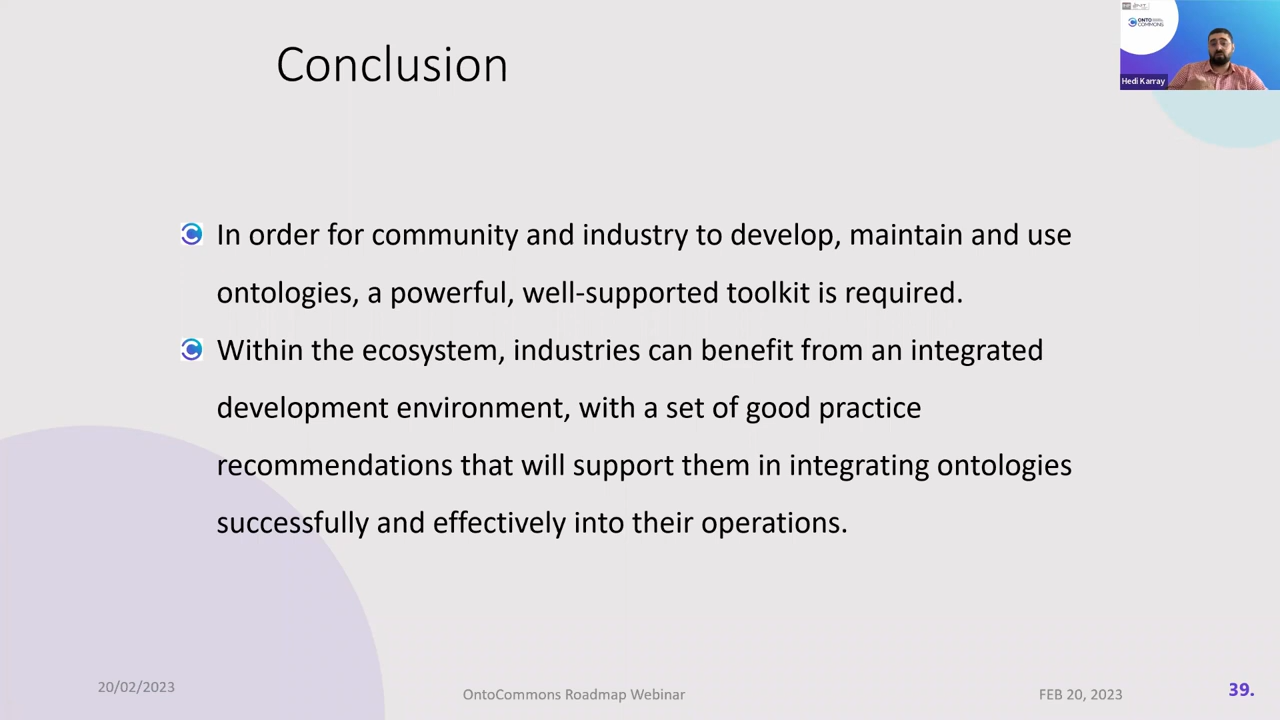 Conclusion
ONTO
COMMONS
Hedi Karray
In order for community and industry to develop, maintain and use
ontologies, a powerful, well-supported toolkit is required.
Within the ecosystem, industries can benefit from an integrated
development environment, with a set of good practice
recommendations that will support them in integrating ontologies
successfully and effectively into their operations.
20/02/2023
OntoCommons Roadmap Webinar
FEB 20, 2023
39.